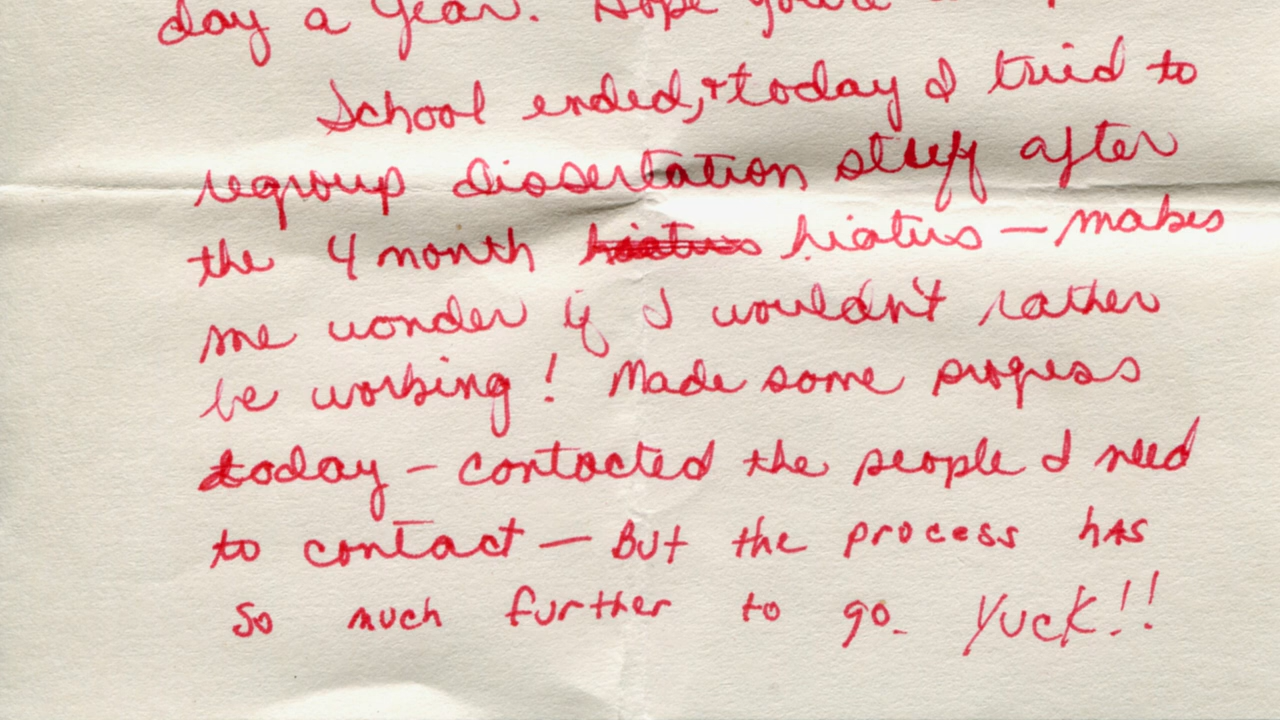 day a year. Hope you're
School ended, + today I tried to
regroup dissertation stuff after
the 4 month hiatus hiatus — makes
me wonder if I wouldn't rather
be working! Made some progress
today — contacted the people I need
to contact — But the process has
so much further to go. Yuck!!